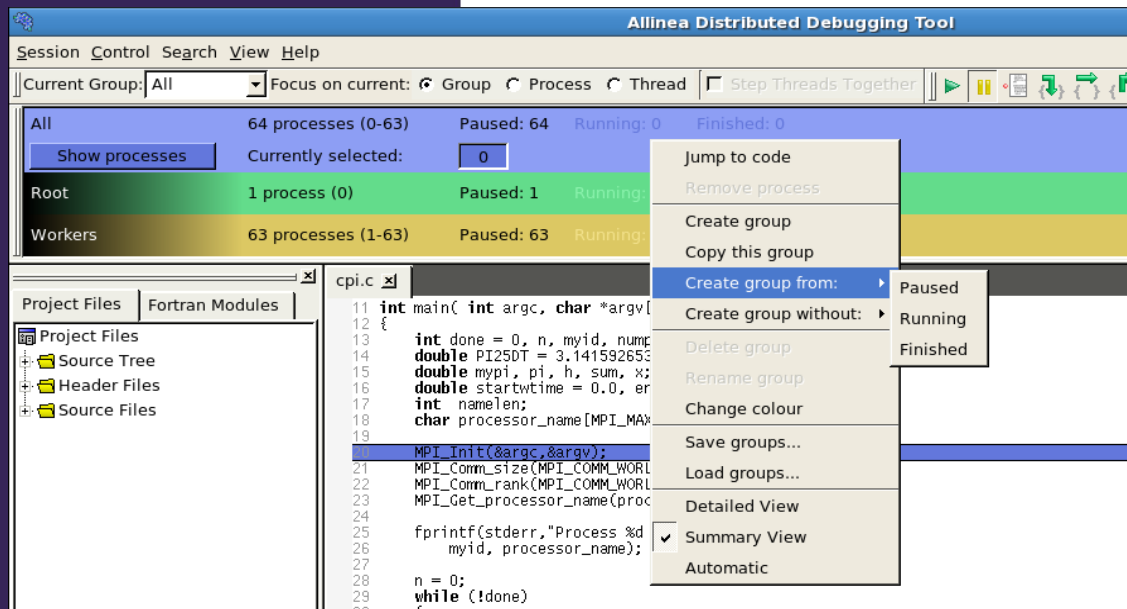 Allinea Distributed Debugging Tool
Session Control Search View Help
Current Group: All Focus on current: Group Process Thread Step Threads Together
All 64 processes (0-63) Paused: 64 Running: 0 Finished: 0
Show processes Currently selected: 0
Root 1 process (0) Paused: 1 Running:
Workers 63 processes (1-63) Paused: 63 Running:
Jump to code
Remove process
Create group
Copy this group
Create group from:
Create group without:
Delete group
Rename group
Change colour
Save groups...
Load groups...
Detailed View
Summary View
Automatic
Paused
Running
Finished
Project Files Fortran Modules
Project Files
Source Tree
Header Files
Source Files
cpi.c
11 int main( int argc, char *argv[
12 {
13 int done = 0, n, myid, nump
14 double PI25DT = 3.141592653
15 double mypi, pi, h, sum, x;
16 double startwtime = 0.0, en
17 int namelen;
18 char processor_name[MPI_MAX
19
20 MPI_Init(&argc,&argv);
21 MPI_Comm_size(MPI_COMM_WORL
22 MPI_Comm_rank(MPI_COMM_WORL
23 MPI_Get_processor_name(proc
24
25 fprintf(stderr,"Process %d
26 myid, processor_name);
27
28 n = 0;
29 while (!done)